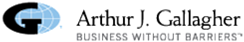 Arthur J. Gallagher
BUSINESS WITHOUT BARRIERS™